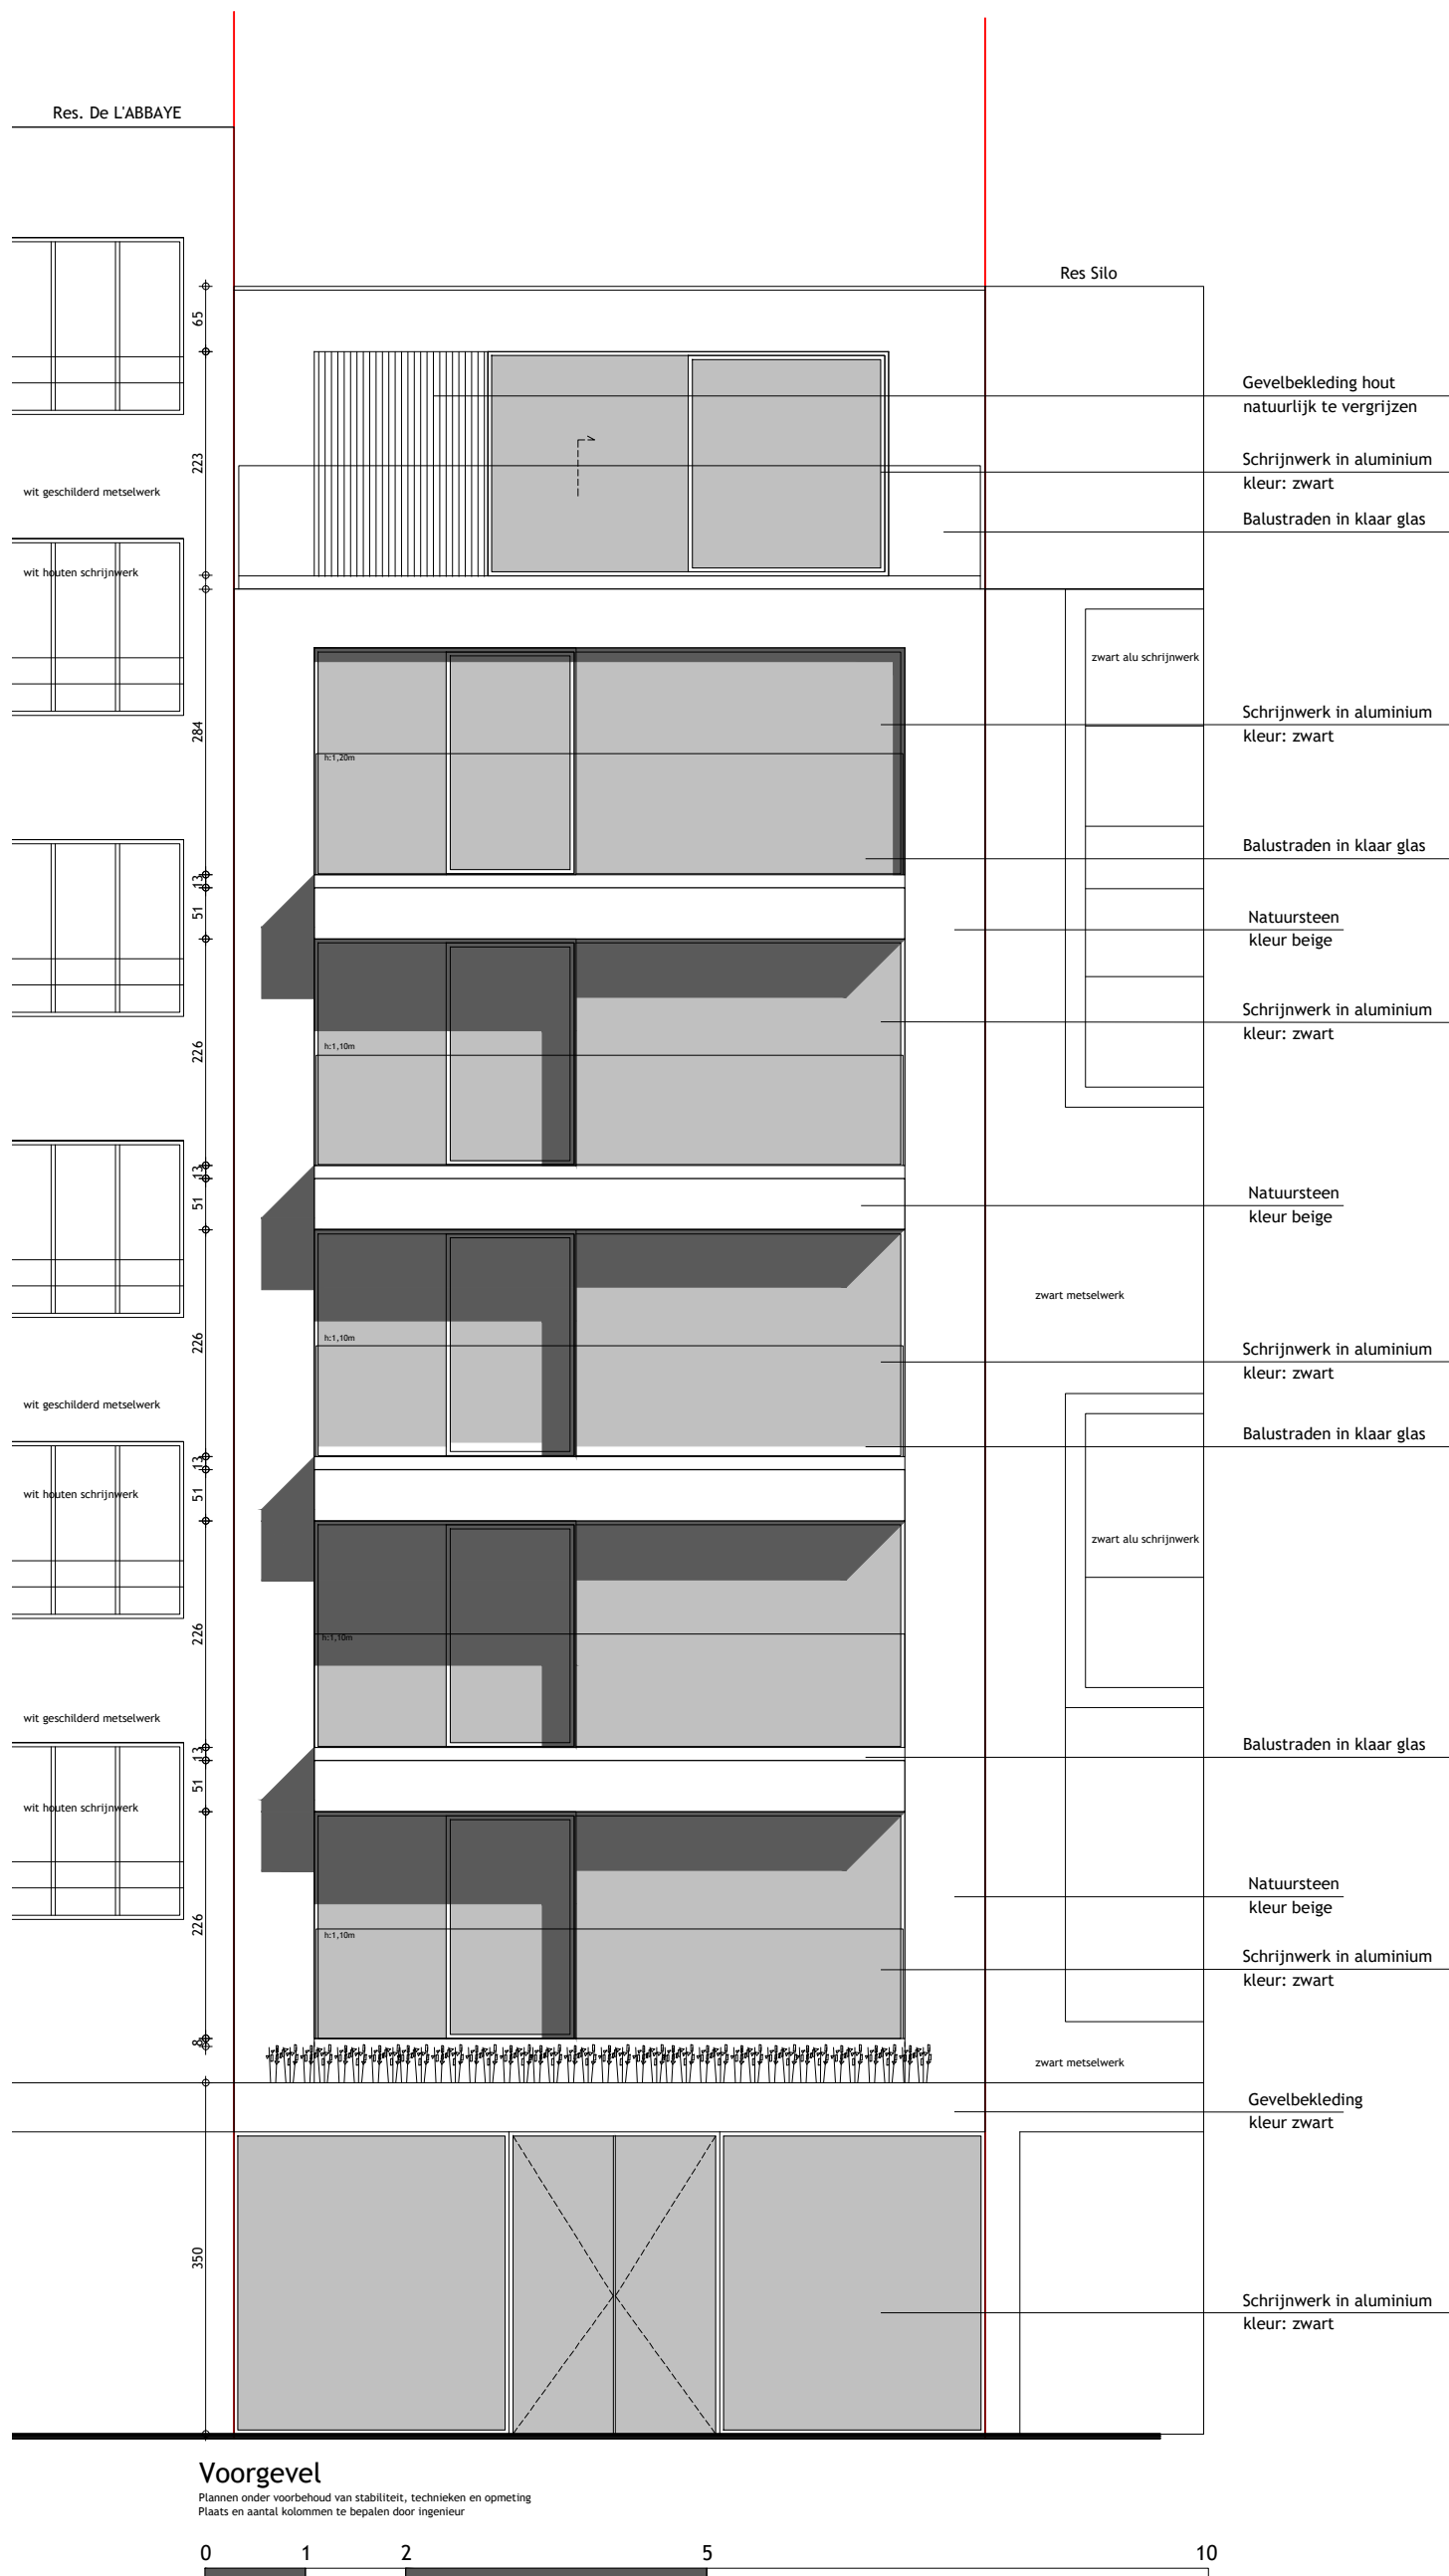 Res. De L'ABBAYE
Res Silo
65
Gevelbekleding hout
natuurlijk te vergrijzen
223
Schrijnwerk in aluminium
kleur: zwart
wit geschilderd metselwerk
Balustraden in klaar glas
wit houten schrijnwerk
zwart alu schrijnwerk
284
Schrijnwerk in aluminium
kleur: zwart
h:1,20m
Balustraden in klaar glas
13
51
Natuursteen
kleur beige
Schrijnwerk in aluminium
kleur: zwart
226
h:1,10m
13
51
Natuursteen
kleur beige
zwart metselwerk
226
h:1,10m
Schrijnwerk in aluminium
kleur: zwart
wit geschilderd metselwerk
Balustraden in klaar glas
13
51
wit houten schrijnwerk
zwart alu schrijnwerk
226
h:1,10m
wit geschilderd metselwerk
Balustraden in klaar glas
13
51
wit houten schrijnwerk
Natuursteen
kleur beige
226
h:1,10m
Schrijnwerk in aluminium
kleur: zwart
8
zwart metselwerk
Gevelbekleding
kleur zwart
350
Schrijnwerk in aluminium
kleur: zwart
Voorgevel
Plannen onder voorbehoud van stabiliteit, technieken en opmeting
Plaats en aantal kolommen te bepalen door ingenieur
0 1 2 5 10